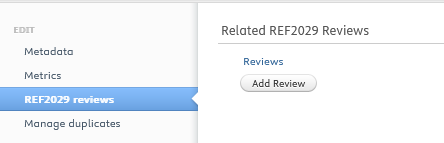 EDIT
Metadata
Metrics
REF2029 reviews
Manage duplicates
Related REF2029 Reviews
Reviews
Add Review